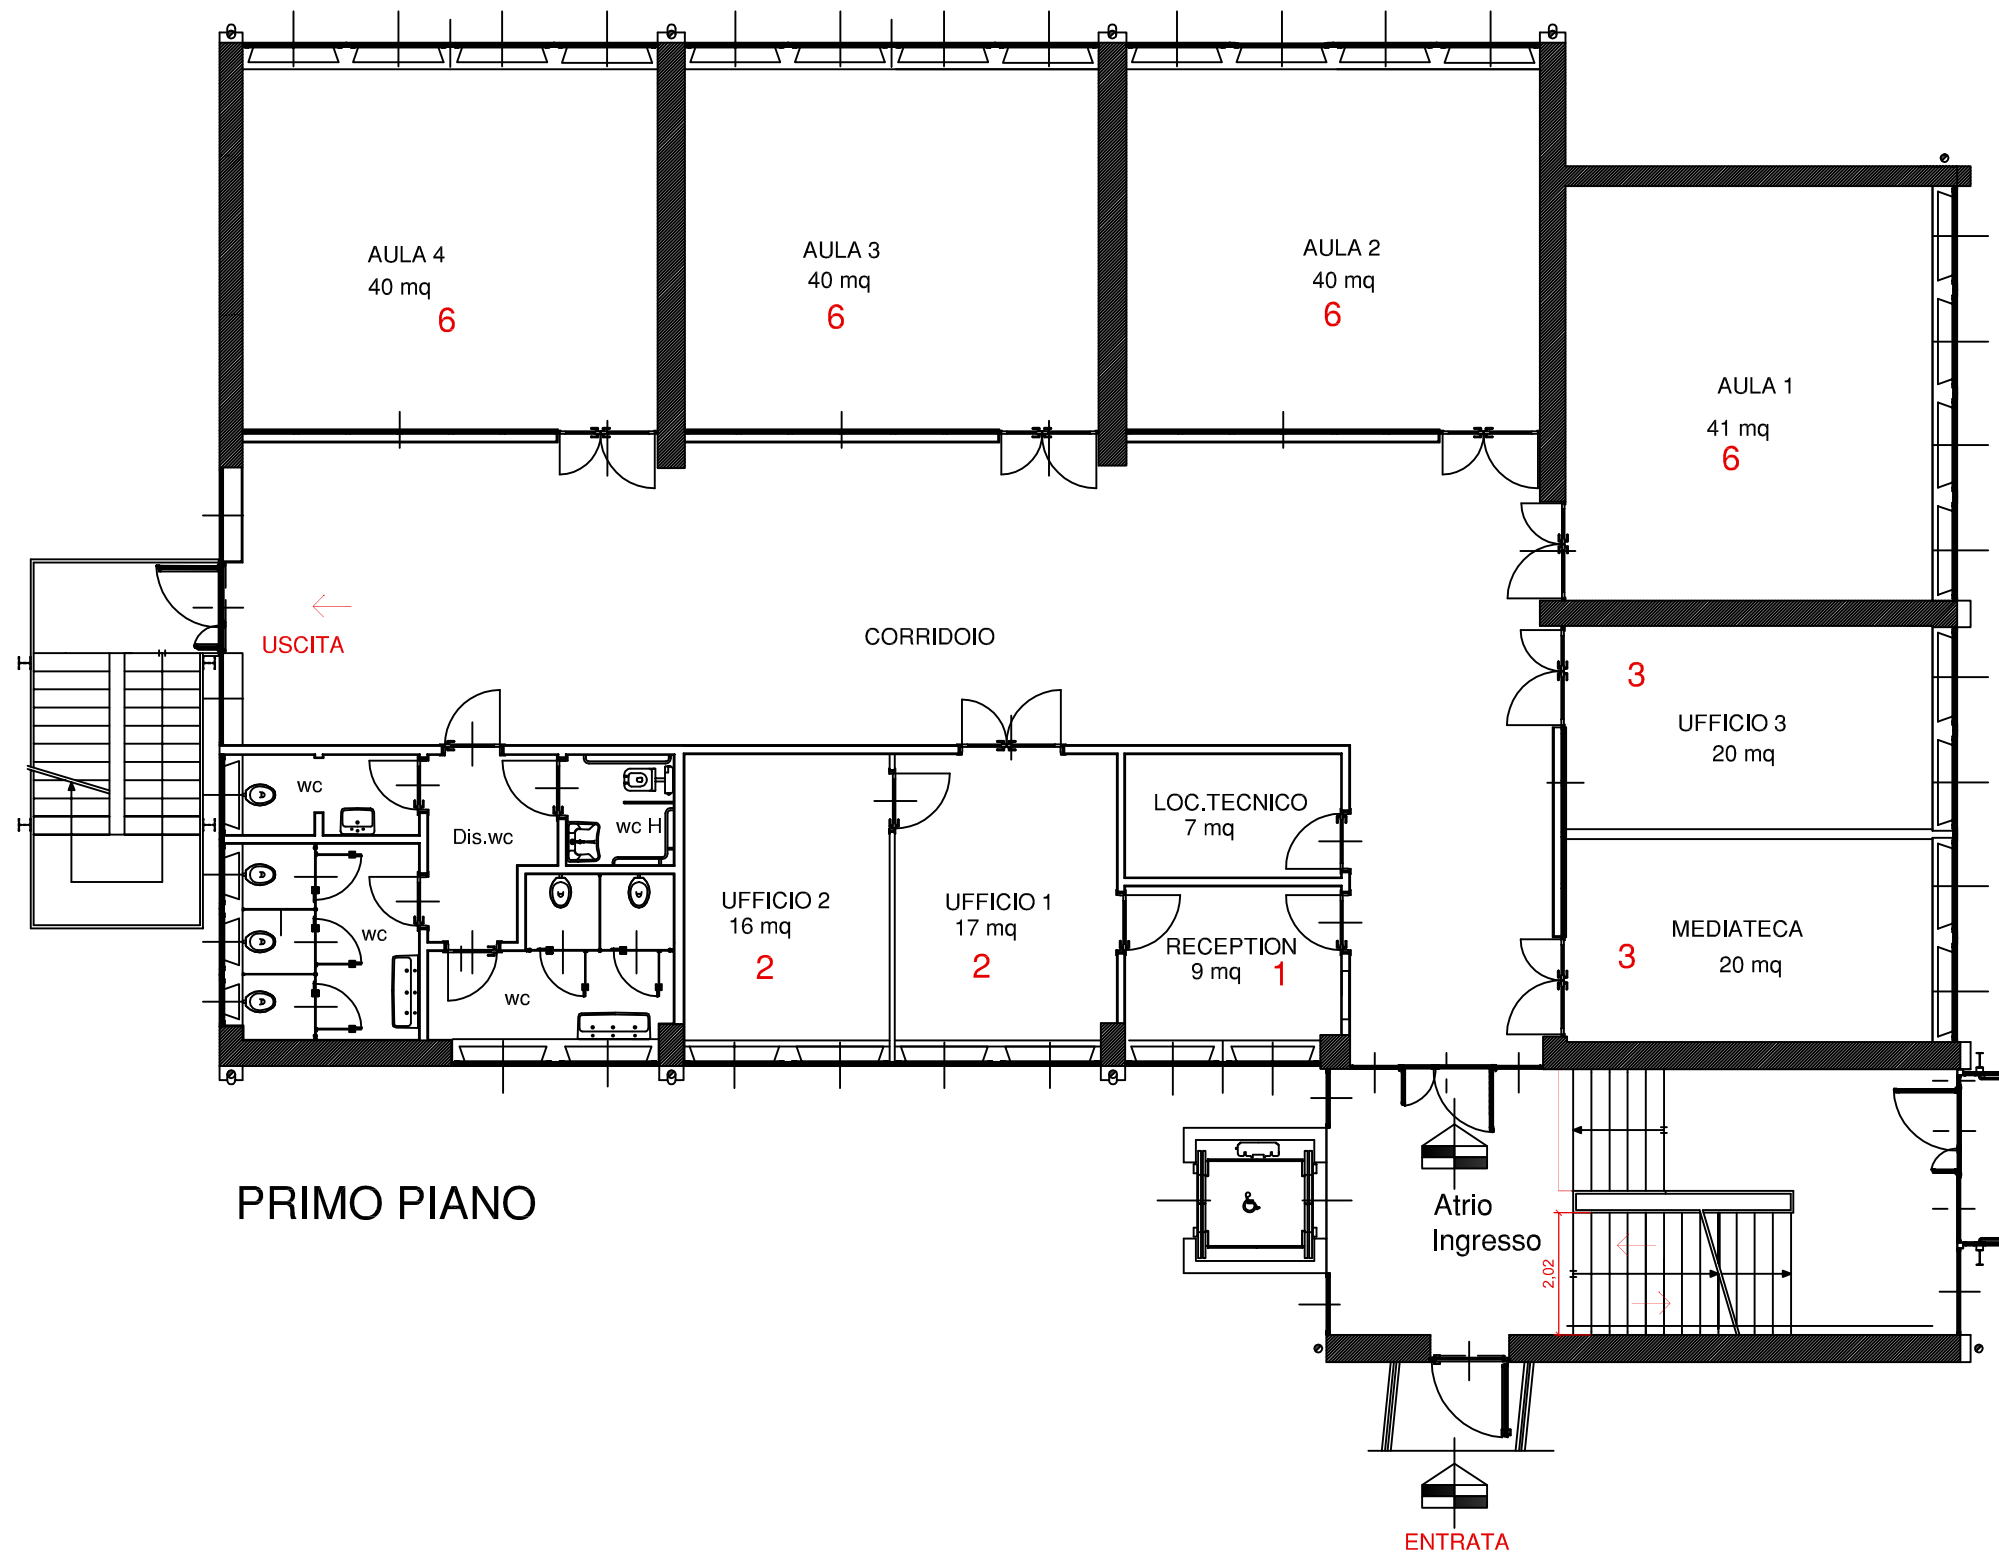 AULA 4
40 mq
6
AULA 3
40 mq
6
AULA 2
40 mq
6
AULA 1
41 mq
6
USCITA
CORRIDOIO
3
UFFICIO 3
20 mq
wc
Dis.wc
wc H
LOC.TECNICO
7 mq
UFFICIO 2
16 mq
2
UFFICIO 1
17 mq
2
RECEPTION
9 mq
1
MEDIATECA
20 mq
3
wc
wc
PRIMO PIANO
Atrio
Ingresso
2,02
ENTRATA